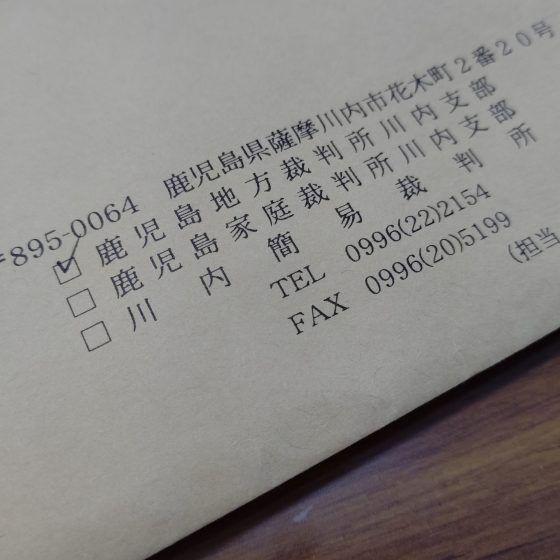 〒895-0064 鹿児島県薩摩川内市花木町2番20号
☑ 鹿児島地方裁判所川内支部
□ 鹿児島家庭裁判所川内支部
□ 川内簡易裁判所
TEL 0996(22)2154
FAX 0996(20)5199
(担当